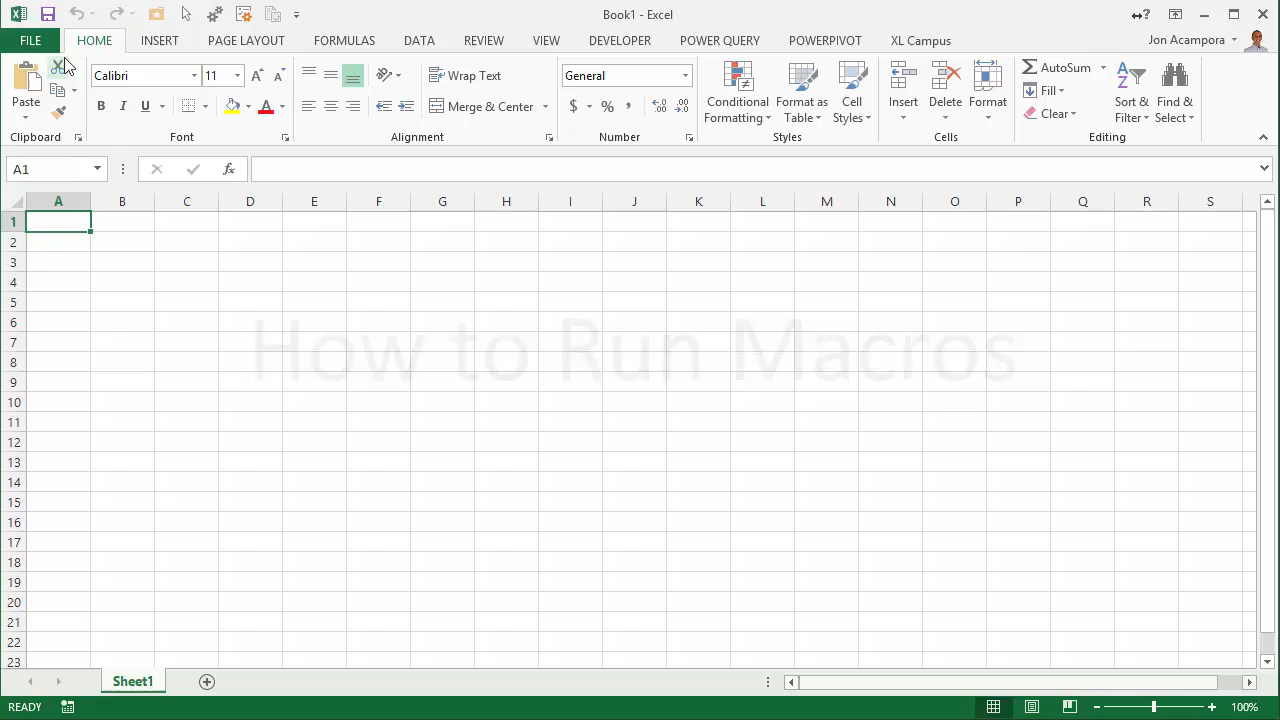 Book1 - Excel
FILE HOME INSERT PAGE LAYOUT FORMULAS DATA REVIEW VIEW DEVELOPER POWER QUERY POWERPIVOT XL Campus Jon Acampora
Calibri 11 Wrap Text General AutoSum
Paste Conditional Formatting Format as Table Cell Styles Insert Delete Format Fill Sort & Filter Find & Select
B I U A Merge & Center $ % , Clear
Clipboard Font Alignment Number Styles Cells Editing
A1 fx
A B C D E F G H I J K L M N O P Q R S
1
2
3
4
5
6
7
How to Run Macros
8
9
10
11
12
13
14
15
16
17
18
19
20
21
22
23
Sheet1
READY 100%